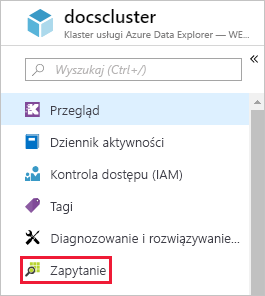 docscluster
Klaster usługi Azure Data Explorer — WE...
Wyszukaj (Ctrl+/)
Przegląd
Dziennik aktywności
Kontrola dostępu (IAM)
Tagi
Diagnozowanie i rozwiązywanie...
Zapytanie